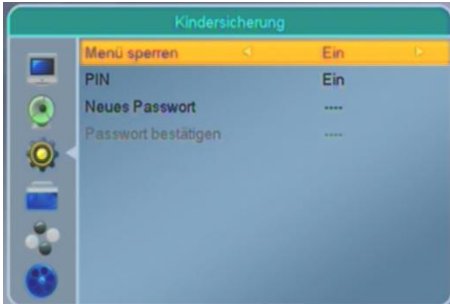 Kindersicherung
Menü sperren Ein
PIN Ein
Neues Passwort ----
Passwort bestätigen ----